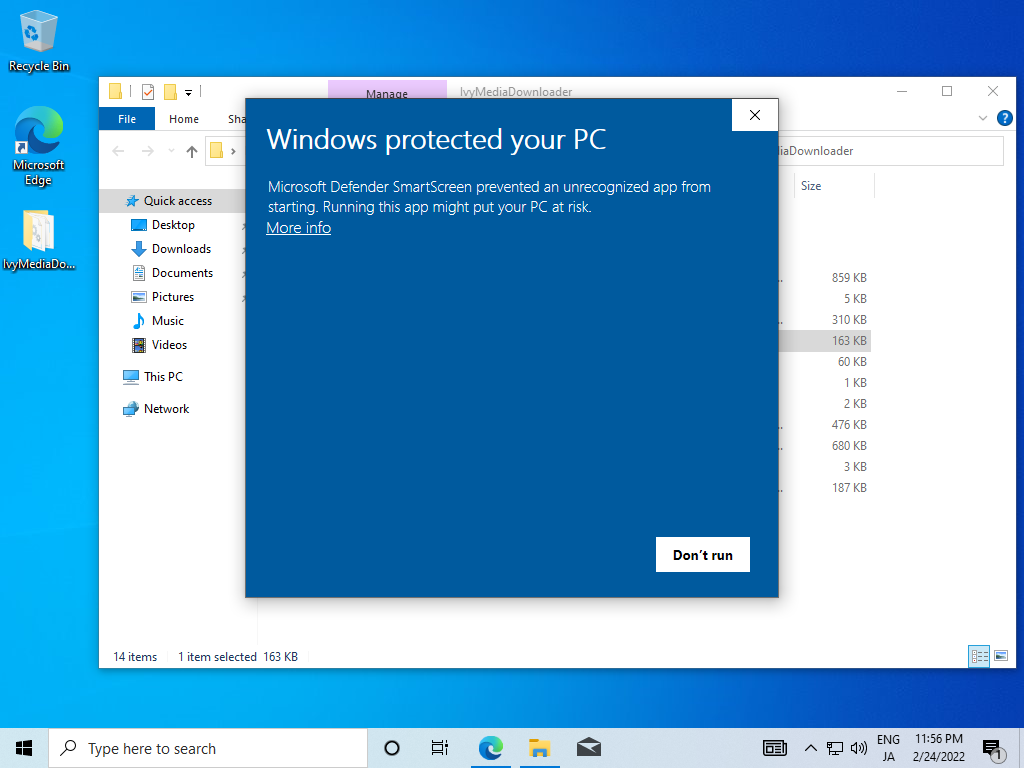 Recycle Bin
Microsoft
Edge
IvyMediaDo...
Manage
IvyMediaDownloader
File
Home
Sha
iaDownloader
Size
Quick access
Desktop
Downloads
Documents
Pictures
Music
Videos
This PC
Network
Windows protected your PC
Microsoft Defender SmartScreen prevented an unrecognized app from
starting. Running this app might put your PC at risk.
More info
Don't run
859 KB
5 KB
310 KB
163 KB
60 KB
1 KB
2 KB
476 KB
680 KB
3 KB
187 KB
14 items
1 item selected 163 KB
Type here to search
ENG
JA
11:56 PM
2/24/2022
1